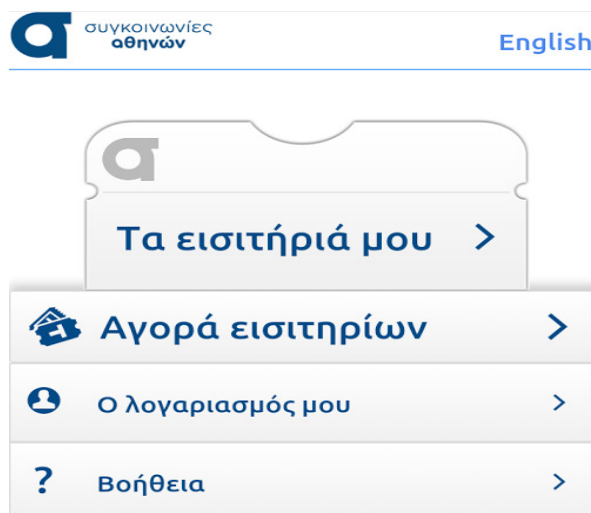 συγκοινωνίες
αθηνών
English
Τα εισιτήριά μου
Αγορά εισιτηρίων
Ο λογαριασμός μου
Βοήθεια